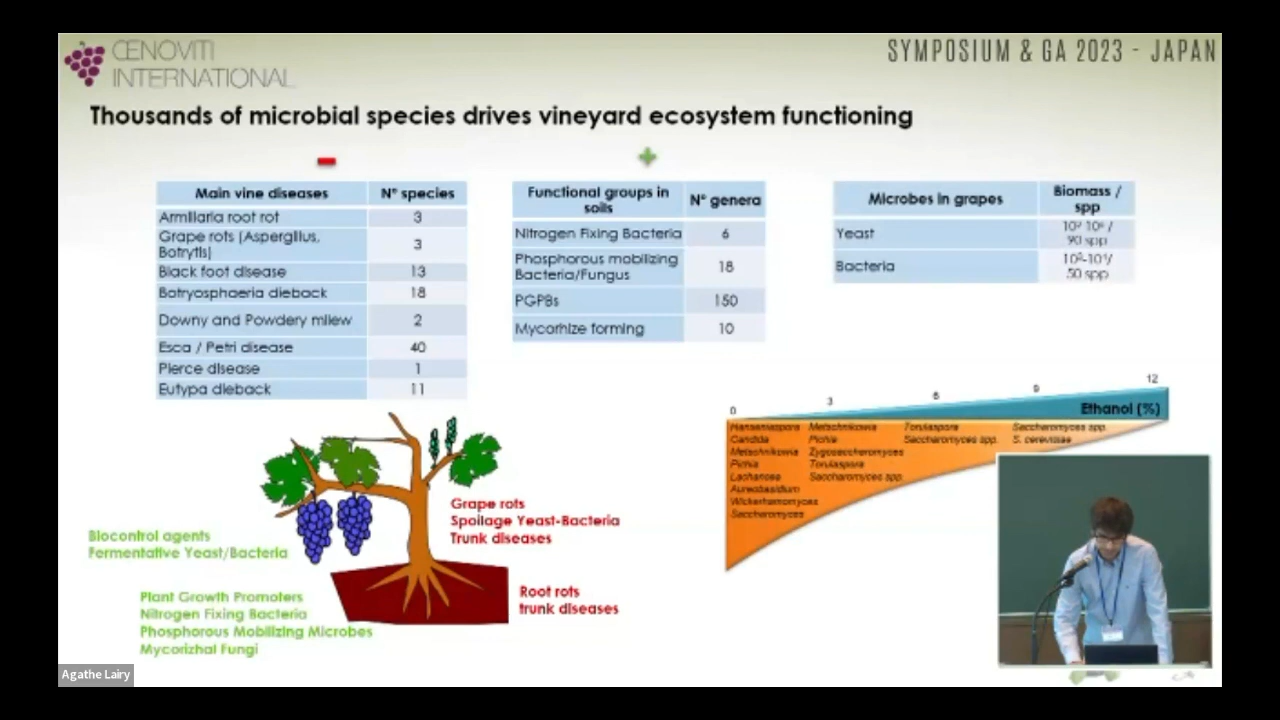 ŒNOVITI
INTERNATIONAL
SYMPOSIUM & GA 2023 - JAPAN
Thousands of microbial species drives vineyard ecosystem functioning
Main vine diseases N° species
Armillaria root rot 3
Grape rots (Aspergillus,
Botrytis) 3
Black foot disease 13
Botryosphaeria dieback 18
Downy and Powdery milew 2
Esca / Petri disease 40
Pierce disease 1
Eutypa dieback 11
Functional groups in
soils N° genera
Nitrogen Fixing Bacteria 6
Phosphorous mobilizing
Bacteria/Fungus 18
PGPBs 150
Mycorhize forming 10
Microbes in grapes Biomass /
spp
Yeast
90 spp
Bacteria
50 spp
0 3 6 9 12
Ethanol (%)
Hanseniaspora Metschnikowia Torulaspora Saccharomyces spp.
Candida Pichia Saccharomyces spp. S. cerevisiae
Metschnikowia Zygosaccharomyces
Pichia Torulaspora
Lachancea Saccharomyces spp.
Aureobasidium
Wickerhamomyces
Saccharomyces
Grape rots
Spoilage Yeast-Bacteria
Trunk diseases
Biocontrol agents
Fermentative Yeast/Bacteria
Root rots
trunk diseases
Plant Growth Promoters
Nitrogen Fixing Bacteria
Phosphorous Mobilizing Microbes
Mycorizhal Fungi
Agathe Lairy